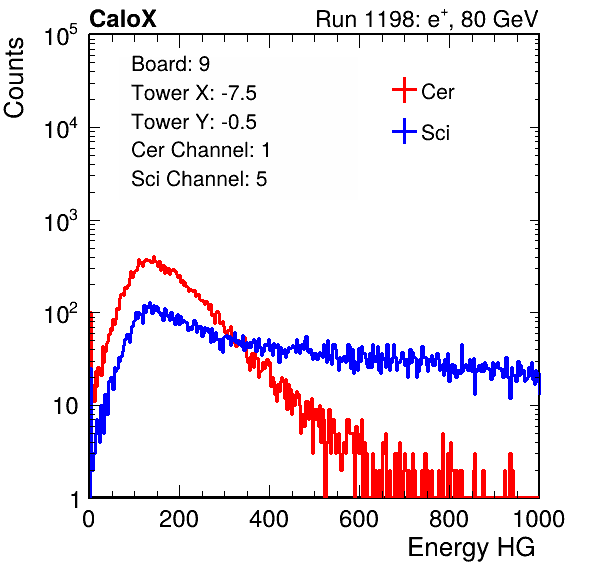 CaloX Run 1198: e⁺, 80 GeV
Counts
10⁵
10⁴
10³
10²
10
1
Board: 9
Tower X: -7.5
Tower Y: -0.5
Cer Channel: 1
Sci Channel: 5
Cer
Sci
0 200 400 600 800 1000
Energy HG